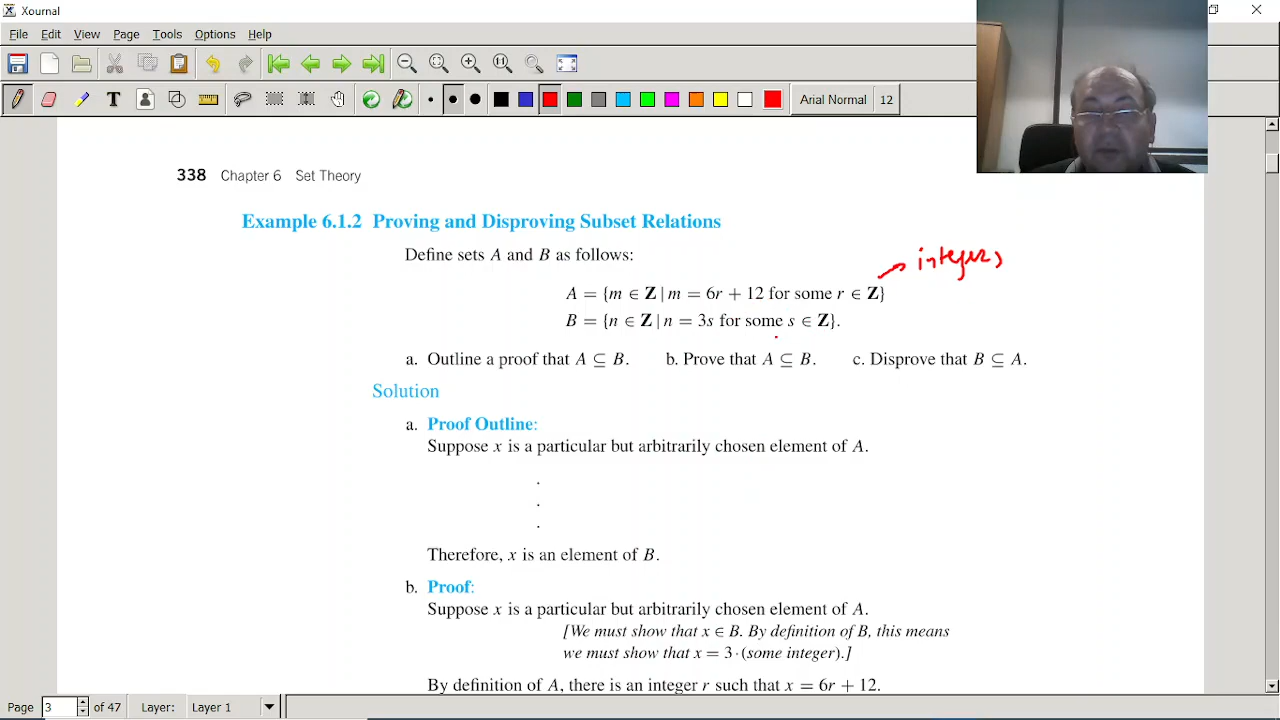 Xournal
File Edit View Page Tools Options Help
Arial Normal 12
338 Chapter 6 Set Theory
Example 6.1.2 Proving and Disproving Subset Relations
Define sets A and B as follows:
integers
A = {m ∈ Z | m = 6r + 12 for some r ∈ Z}
B = {n ∈ Z | n = 3s for some s ∈ Z}.
a. Outline a proof that A ⊆ B. b. Prove that A ⊆ B. c. Disprove that B ⊆ A.
Solution
a. Proof Outline:
Suppose x is a particular but arbitrarily chosen element of A.
.
.
.
Therefore, x is an element of B.
b. Proof:
Suppose x is a particular but arbitrarily chosen element of A.
[We must show that x ∈ B. By definition of B, this means
we must show that x = 3 · (some integer).]
By definition of A, there is an integer r such that x = 6r + 12.
Page 3 of 47 Layer: Layer 1